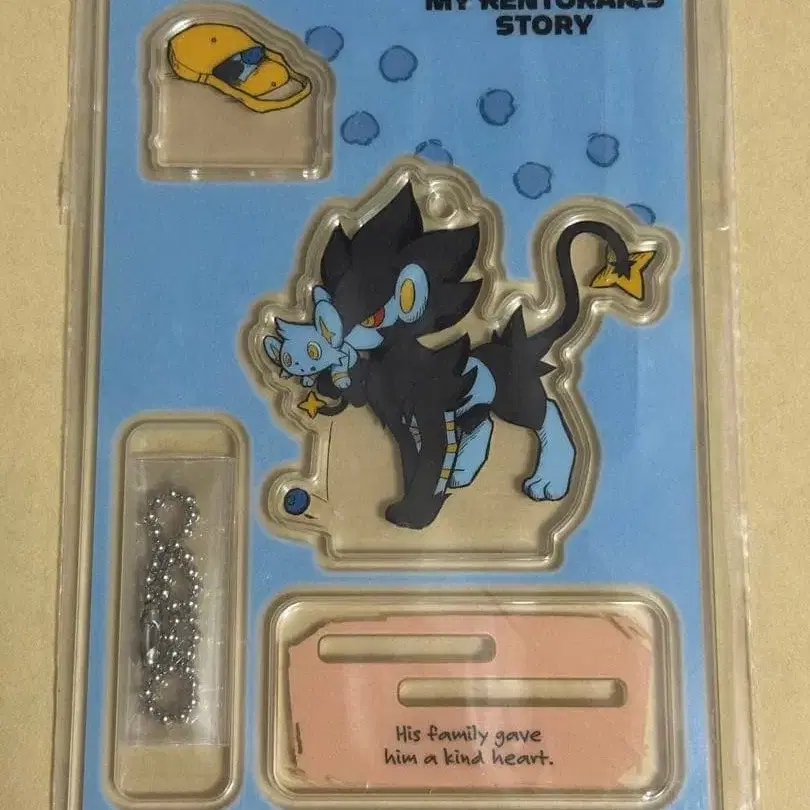 MY RENTORAR'S
STORY
His family gave
him a kind heart.